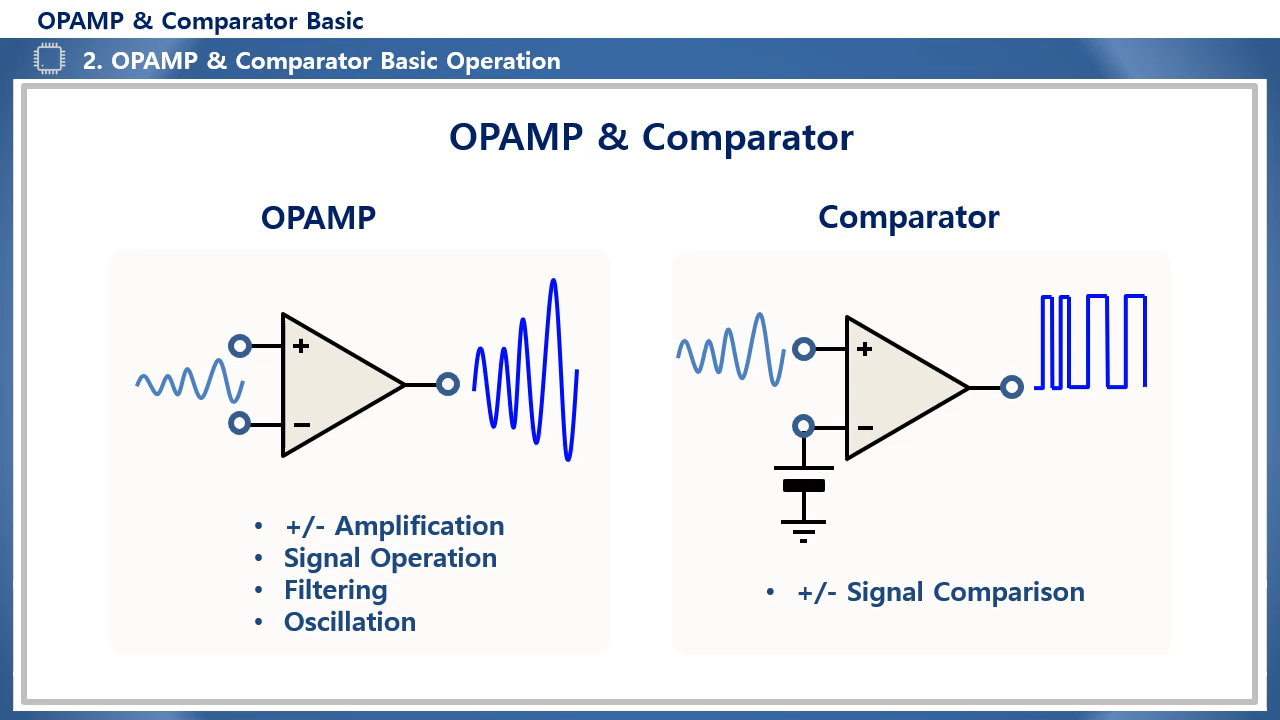 OPAMP & Comparator Basic
2. OPAMP & Comparator Basic Operation
OPAMP & Comparator
OPAMP
+
−
• +/- Amplification
• Signal Operation
• Filtering
• Oscillation
Comparator
+
−
• +/- Signal Comparison